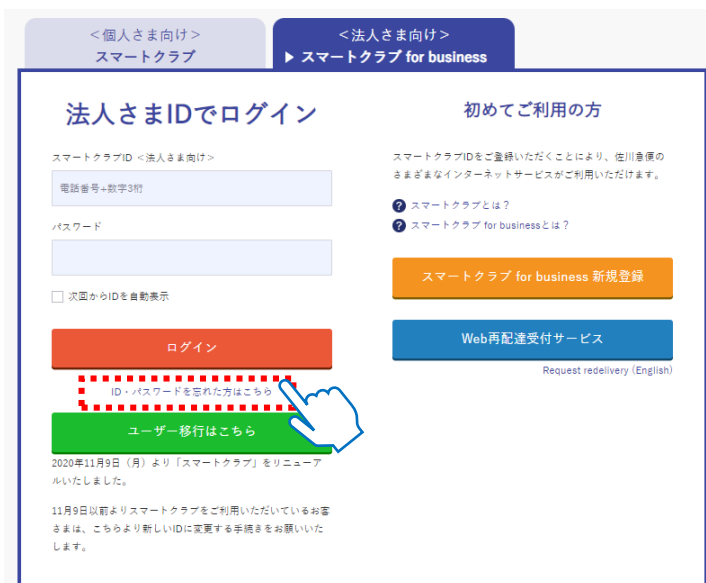 <個人さま向け>
スマートクラブ
<法人さま向け>
▶ スマートクラブ for business
法人さまIDでログイン
スマートクラブID <法人さま向け>
電話番号+数字3桁
パスワード
次回からIDを自動表示
ログイン
ID・パスワードを忘れた方はこちら
ユーザー移行はこちら
2020年11月9日（月）より「スマートクラブ」をリニューア
ルいたしました。
11月9日以前よりスマートクラブをご利用いただいているお客
さまは、こちらより新しいIDに変更する手続きをお願いいた
します。
初めてご利用の方
スマートクラブIDをご登録いただくことにより、佐川急便の
さまざまなインターネットサービスがご利用いただけます。
? スマートクラブとは？
? スマートクラブ for businessとは？
スマートクラブ for business 新規登録
Web再配達受付サービス
Request redelivery (English)